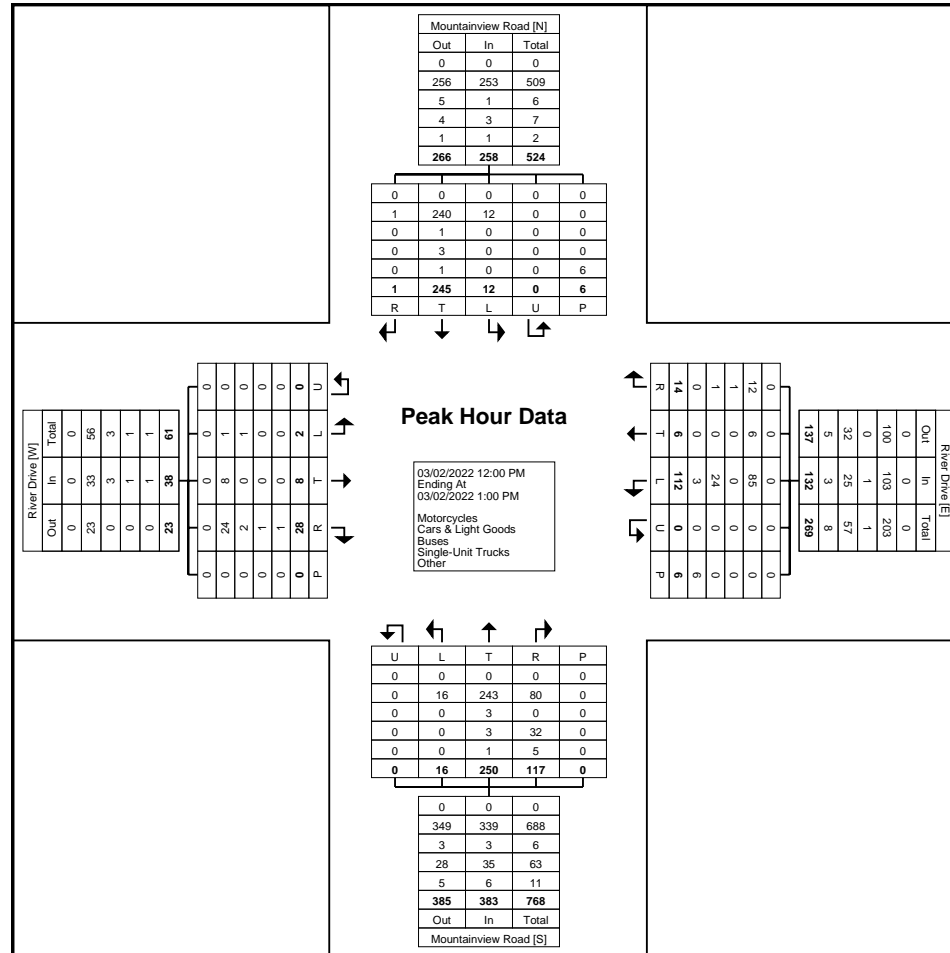 Mountainview Road [N]
Out In Total
0 0 0
256 253 509
5 1 6
4 3 7
1 1 2
266 258 524
0 0 0 0 0
1 240 12 0 0
0 1 0 0 0
0 3 0 0 0
0 1 0 0 6
1 245 12 0 6
R T L U P
River Drive [W]
Out In Total
0 0 0
23 33 56
0 3 3
0 1 1
0 1 1
23 38 61
0 0 0 0 0
0 24 8 1 0
0 2 0 1 0
0 1 0 0 0
0 1 0 0 0
0 28 8 2 0
P R T L U
Peak Hour Data
03/02/2022 12:00 PM
Ending At
03/02/2022 1:00 PM
Motorcycles
Cars & Light Goods
Buses
Single-Unit Trucks
Other
River Drive [E]
Out In Total
0 0 0
100 103 203
0 1 1
32 25 57
5 3 8
137 132 269
0 0 0 0 0
12 6 85 0 0
1 0 0 0 0
1 0 24 0 0
0 0 3 0 6
14 6 112 0 6
R T L U P
U L T R P
0 0 0 0 0
0 16 243 80 0
0 0 3 0 0
0 0 3 32 0
0 0 1 5 0
0 16 250 117 0
0 0 0
349 339 688
3 3 6
28 35 63
5 6 11
385 383 768
Out In Total
Mountainview Road [S]